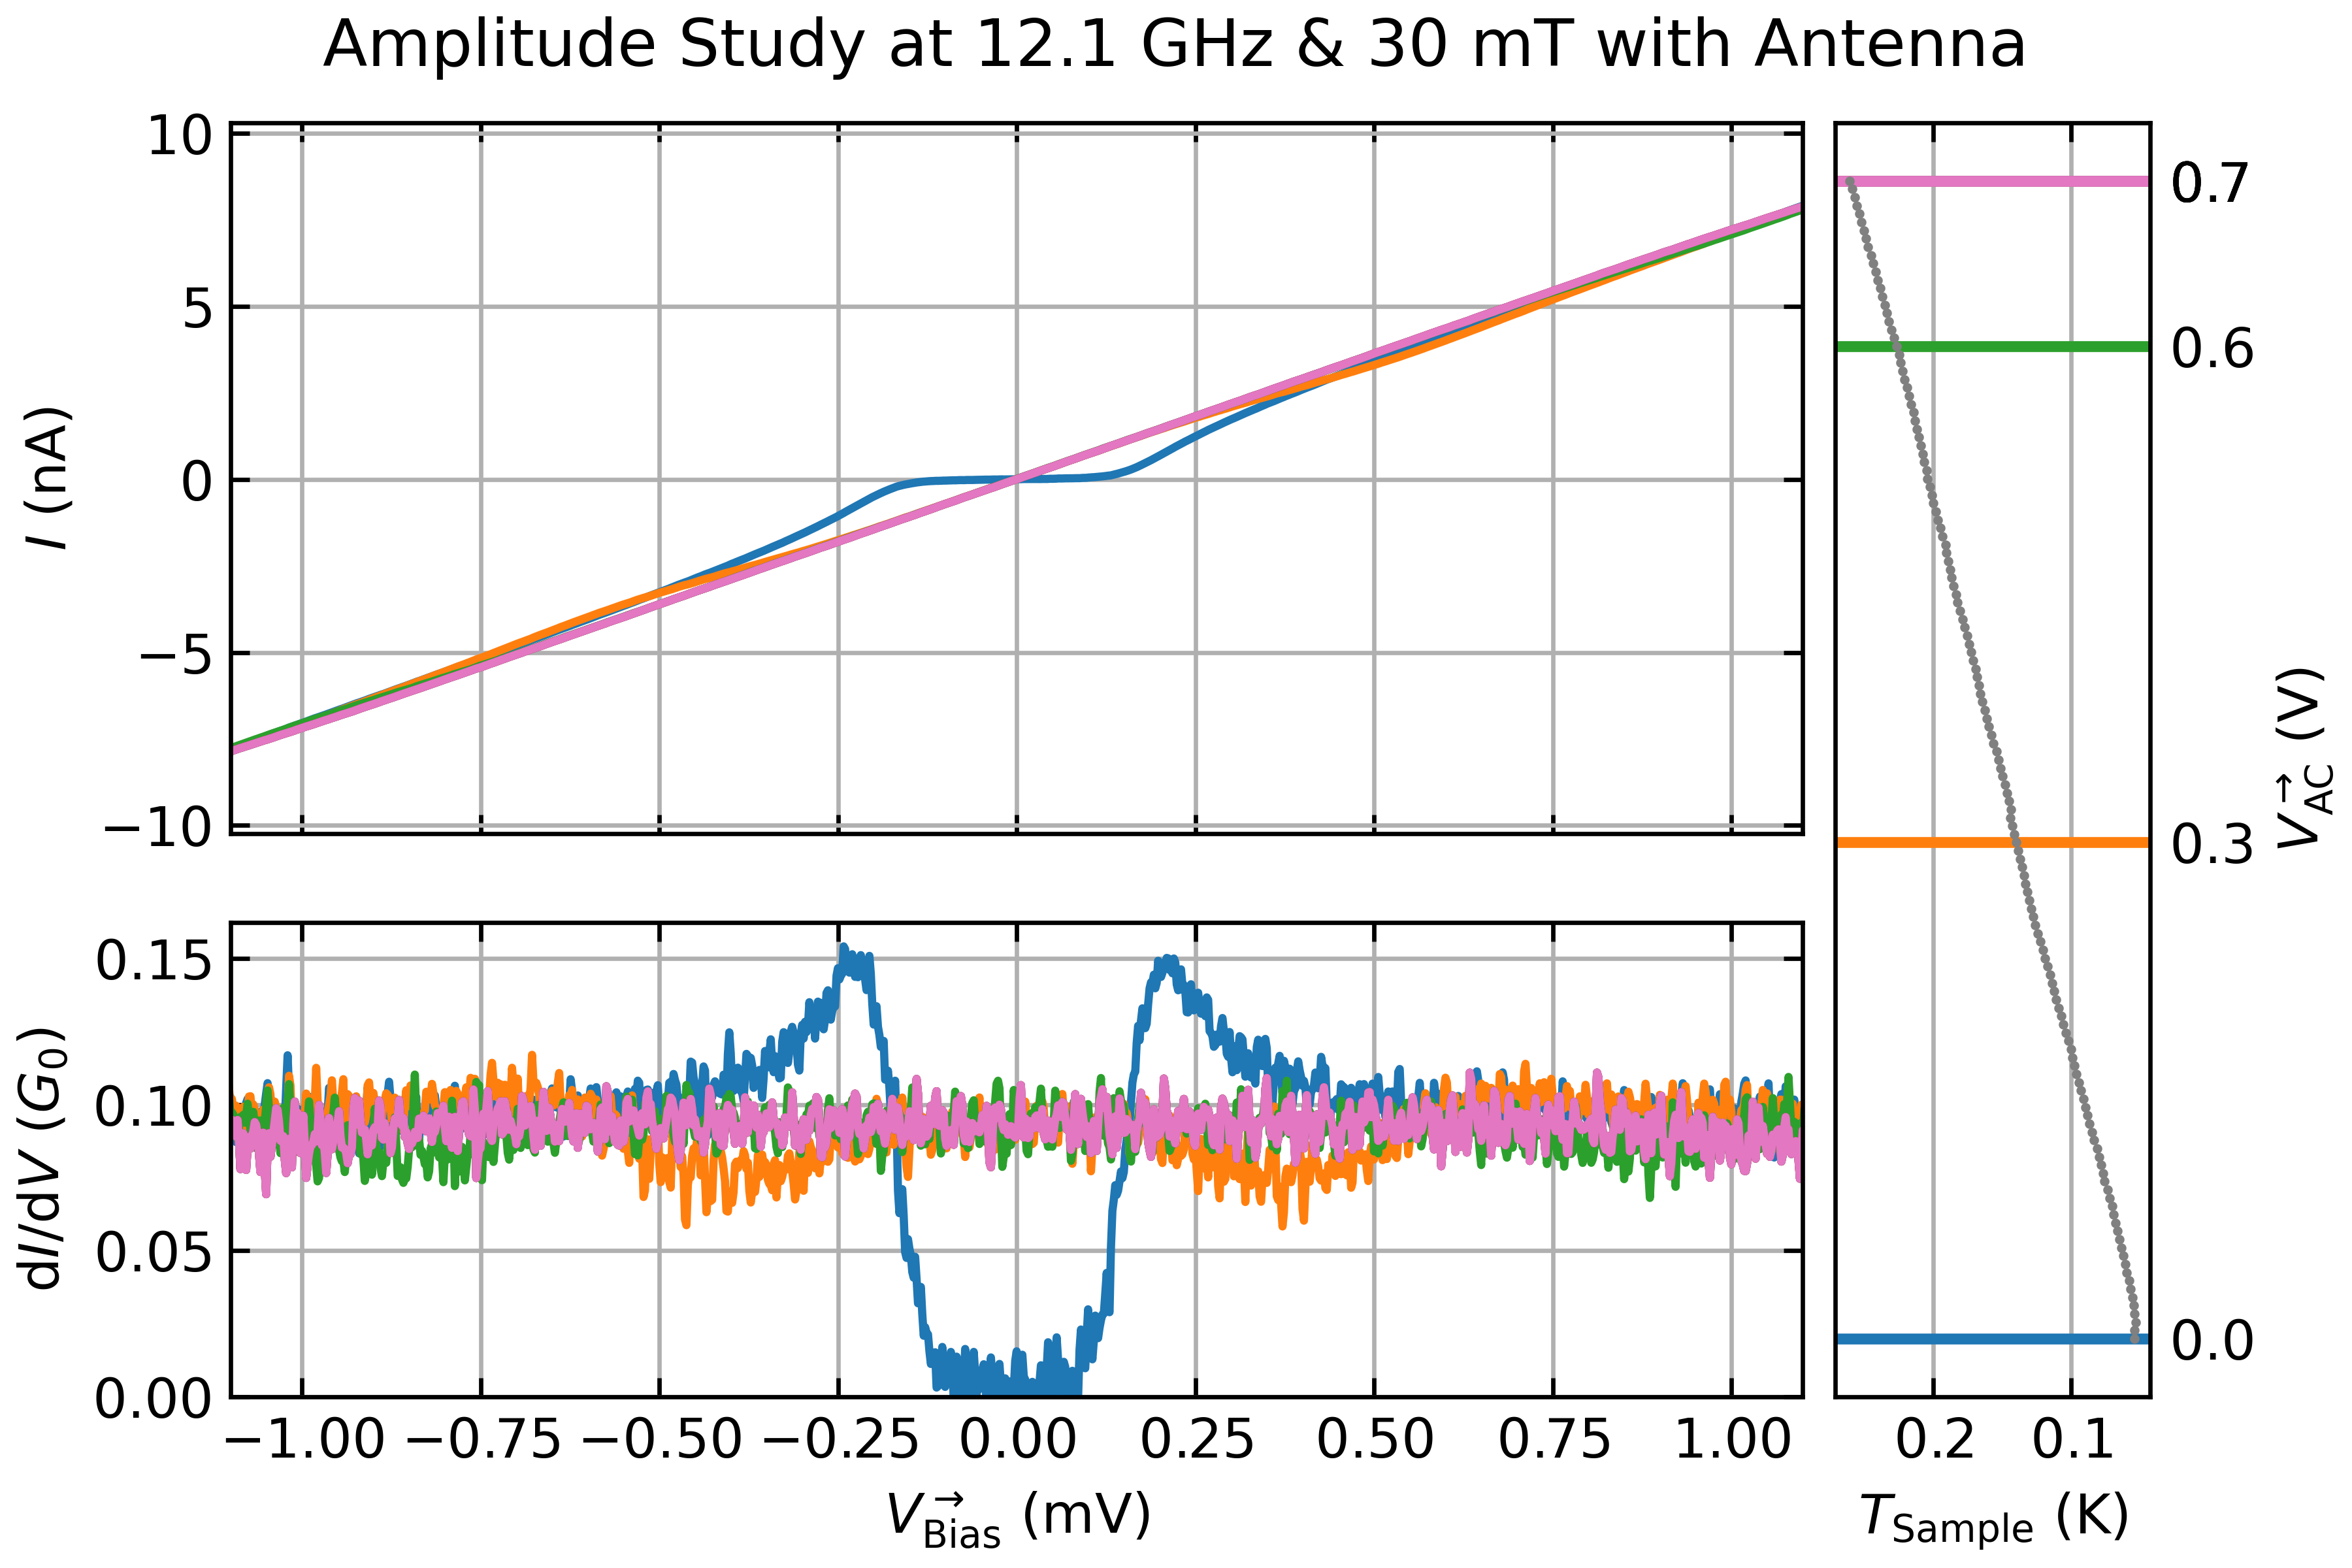 Amplitude Study at 12.1 GHz & 30 mT with Antenna
10
5
0
−5
−10
I (nA)
0.15
0.10
0.05
0.00
dI/dV (G₀)
−1.00 −0.75 −0.50 −0.25 0.00 0.25 0.50 0.75 1.00
V→Bias (mV)
0.7
0.6
0.3
0.0
V→AC (V)
0.2 0.1
TSample (K)